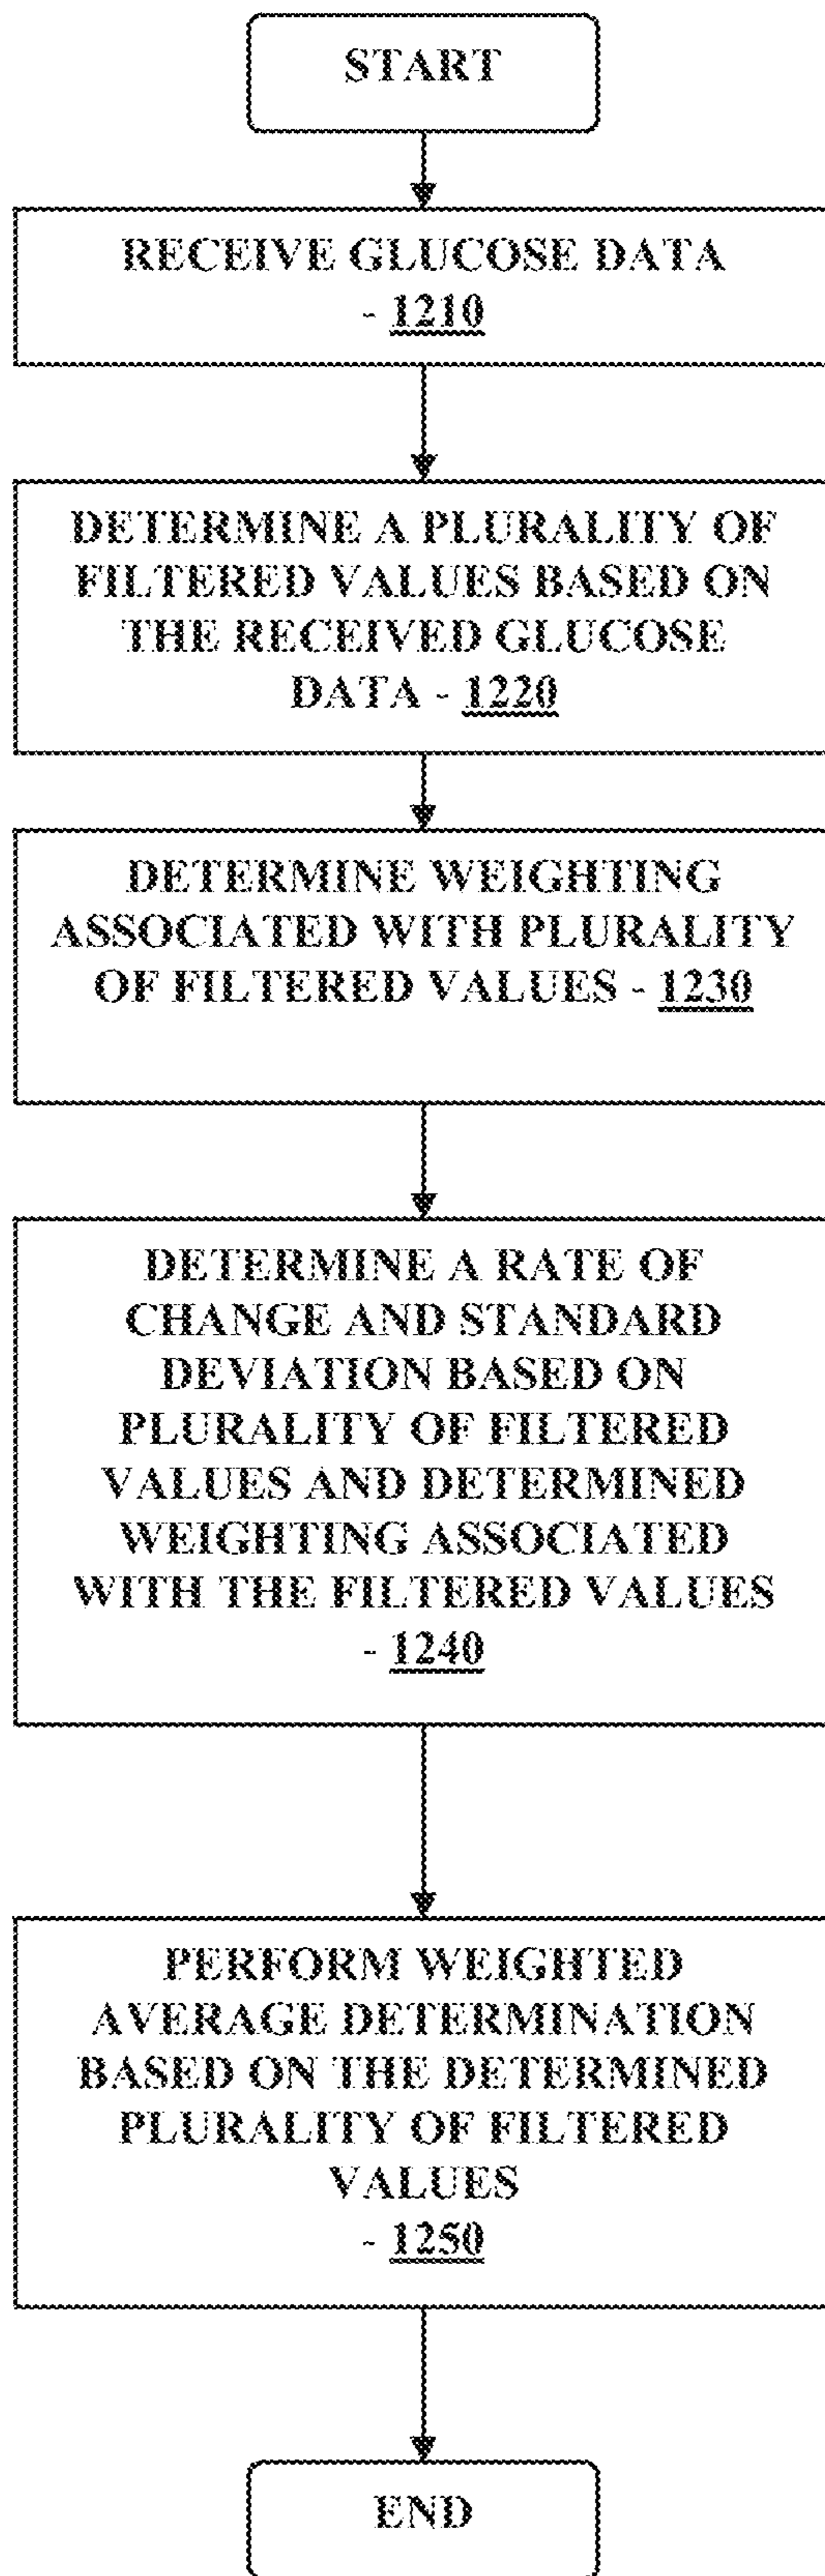 START
RECEIVE GLUCOSE DATA
- 1210
DETERMINE A PLURALITY OF
FILTERED VALUES BASED ON
THE RECEIVED GLUCOSE
DATA - 1220
DETERMINE WEIGHTING
ASSOCIATED WITH PLURALITY
OF FILTERED VALUES - 1230
DETERMINE A RATE OF
CHANGE AND STANDARD
DEVIATION BASED ON
PLURALITY OF FILTERED
VALUES AND DETERMINED
WEIGHTING ASSOCIATED
WITH THE FILTERED VALUES
- 1240
PERFORM WEIGHTED
AVERAGE DETERMINATION
BASED ON THE DETERMINED
PLURALITY OF FILTERED
VALUES
- 1250
END